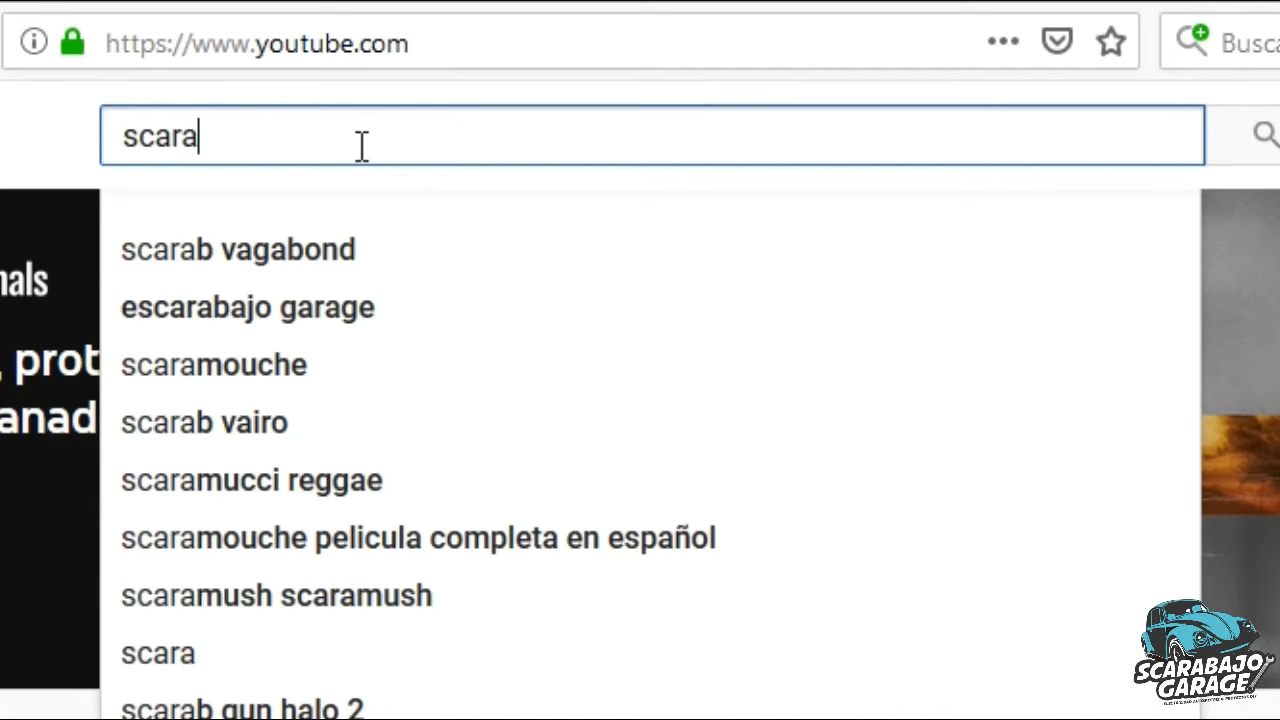 https://www.youtube.com
Busca
scara
scarab vagabond
escarabajo garage
scaramouche
scarab vairo
scaramucci reggae
scaramouche pelicula completa en español
scaramush scaramush
scara
scarab gun halo 2
nals
, prot
anad
SCARABAJO
GARAGE